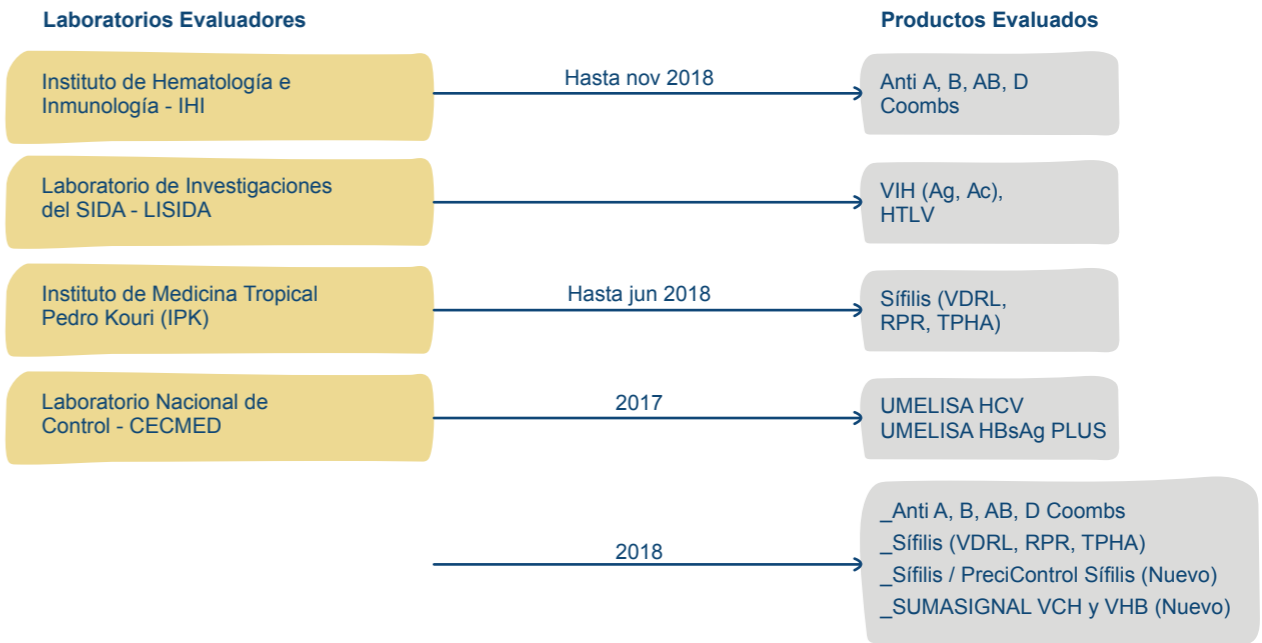 Laboratorios Evaluadores
Productos Evaluados
Instituto de Hematología e
Inmunología - IHI
Hasta nov 2018
Anti A, B, AB, D
Coombs
Laboratorio de Investigaciones
del SIDA - LISIDA
VIH (Ag, Ac),
HTLV
Instituto de Medicina Tropical
Pedro Kouri (IPK)
Hasta jun 2018
Sífilis (VDRL,
RPR, TPHA)
Laboratorio Nacional de
Control - CECMED
2017
UMELISA HCV
UMELISA HBsAg PLUS
2018
_Anti A, B, AB, D Coombs
_Sífilis (VDRL, RPR, TPHA)
_Sífilis / PreciControl Sífilis (Nuevo)
_SUMASIGNAL VCH y VHB (Nuevo)